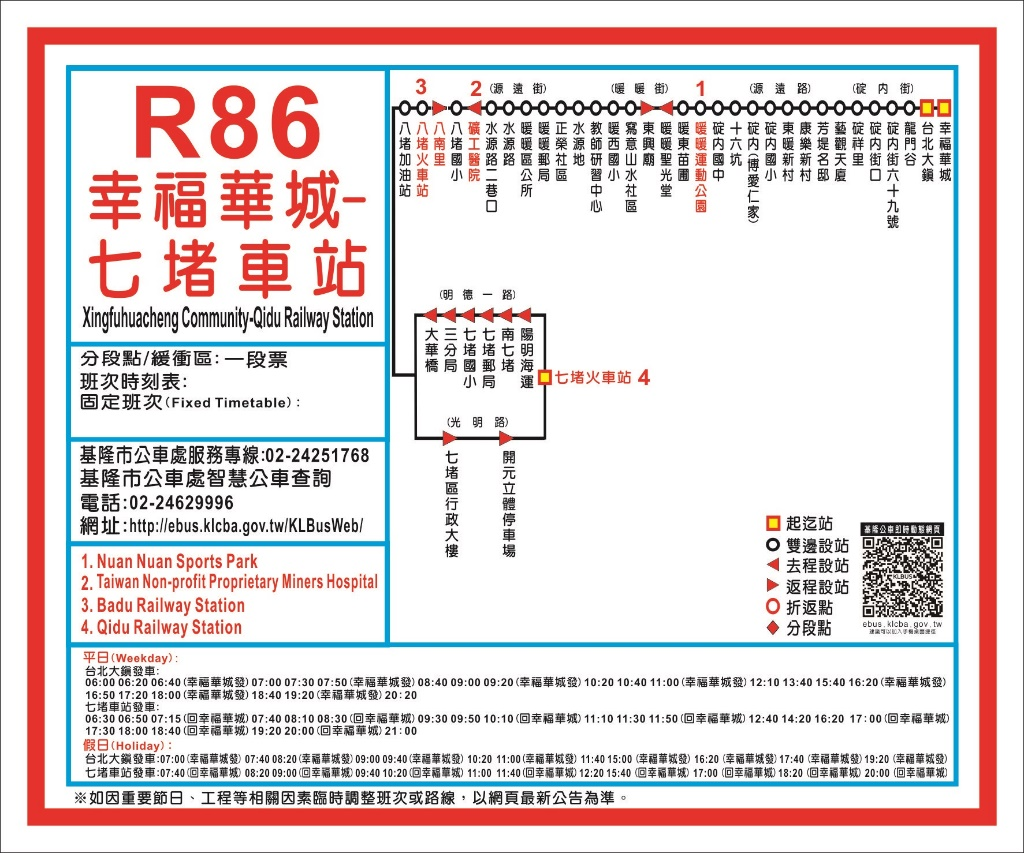 R86
幸福華城-
七堵車站
Xingfuhuacheng Community-Qidu Railway Station
分段點/緩衝區:一段票
班次時刻表:
固定班次(Fixed Timetable):
基隆市公車處服務專線:02-24251768
基隆市公車處智慧公車查詢
電話:02-24629996
網址:http://ebus.klcba.gov.tw/KLBusWeb/
1. Nuan Nuan Sports Park
2. Taiwan Non-profit Proprietary Miners Hospital
3. Badu Railway Station
4. Qidu Railway Station
3
2
(源遠街)
(暖暖街)
1
(源遠路)
(碇內街)
八堵加油站
八堵火車站
八南里
八堵國小
礦工醫院
水源路二巷口
水源路
暖暖區公所
暖暖郵局
正榮社區
水源地
教師研習中心
暖西國小
寫意山水社區
東興廟
暖暖聖光堂
暖東苗圃
暖暖運動公園
碇內國中
十六坑
碇內(博愛仁家)
碇內國小
東暖新村
康樂新村
芳堤名邸
藝觀天廈
碇祥里
碇內街口
碇內街六十九號
龍門谷
台北大鎮
幸福華城
(明德一路)
大華橋
三分局
七堵國小
七堵郵局
南七堵
陽明海運
七堵火車站 4
(光明路)
七堵區行政大樓
開元立體停車場
起迄站
雙邊設站
去程設站
返程設站
折返點
分段點
基隆公車即時動態網頁
KLBUS
ebus.klcba.gov.tw
建議可以加入手機桌面捷徑
平日(Weekday):
台北大鎮發車:
06:00 06:20 06:40(幸福華城發) 07:00 07:30 07:50(幸福華城發) 08:40 09:00 09:20(幸福華城發) 10:20 10:40 11:00(幸福華城發) 12:10 13:40 15:40 16:20(幸福華城發)
16:50 17:20 18:00(幸福華城發) 18:40 19:20(幸福華城發) 20:20
七堵車站發車:
06:30 06:50 07:15(回幸福華城) 07:40 08:10 08:30(回幸福華城) 09:30 09:50 10:10(回幸福華城) 11:10 11:30 11:50(回幸福華城) 12:40 14:20 16:20 17:00(回幸福華城)
17:30 18:00 18:40(回幸福華城) 19:20 20:00(回幸福華城) 21:00
假日(Holiday):
台北大鎮發車:07:00(幸福華城發) 07:40 08:20(幸福華城發) 09:00 09:40(幸福華城發) 10:20 11:00(幸福華城發) 11:40 15:00(幸福華城發) 16:20(幸福華城發) 17:40(幸福華城發) 19:20(幸福華城發)
七堵車站發車:07:40(回幸福華城) 08:20 09:00(回幸福華城) 09:40 10:20(回幸福華城) 11:00 11:40(回幸福華城) 12:20 15:40(回幸福華城) 17:00(回幸福華城) 18:20(回幸福華城) 20:00(回幸福華城)
※如因重要節日、工程等相關因素臨時調整班次或路線，以網頁最新公告為準。